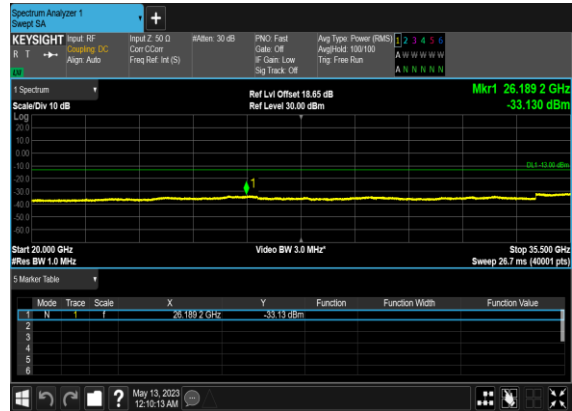 Spectrum Analyzer 1
Swept SA
+
KEYSIGHT Input: RF Input Z: 50 Ω #Atten: 30 dB PNO: Fast Avg Type: Power (RMS) 1 2 3 4 5 6
R T Coupling: DC Corr CCorr Gate: Off Avg|Hold: 100/100 A W W W W W
Align: Auto Freq Ref: Int (S) IF Gain: Low Trig: Free Run
Sig Track: Off A N N N N N
1 Spectrum Ref Lvl Offset 18.65 dB Mkr1 26.189 2 GHz
Scale/Div 10 dB Ref Level 30.00 dBm -33.130 dBm
Log
20.0
10.0
0.00
-10.0 DL1 -13.00 dBm
-20.0
-30.0 1
-40.0
-50.0
-60.0
Start 20.000 GHz Video BW 3.0 MHz* Stop 35.500 GHz
#Res BW 1.0 MHz Sweep 26.7 ms (40001 pts)
5 Marker Table
Mode Trace Scale X Y Function Function Width Function Value
1 N 1 f 26.189 2 GHz -33.13 dBm
2
3
4
5
6
? May 13, 2023
12:10:13 AM